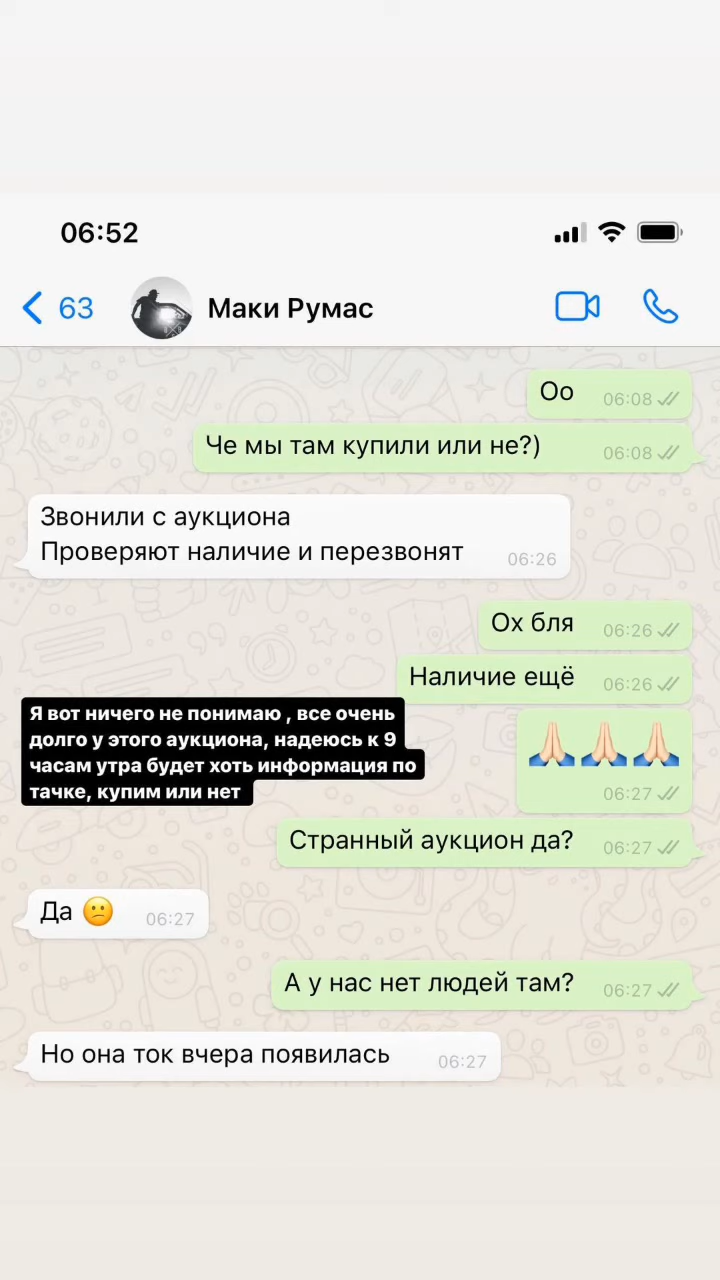 06:52
63
Маки Румас
Оо 06:08
Че мы там купили или не?) 06:08
Звонили с аукциона
Проверяют наличие и перезвонят 06:26
Ох бля 06:26
Наличие ещё 06:26
Я вот ничего не понимаю , все очень
долго у этого аукциона, надеюсь к 9
часам утра будет хоть информация по
тачке, купим или нет
🙏🏻🙏🏻🙏🏻
06:27
Странный аукцион да? 06:27
Да 😕 06:27
А у нас нет людей там? 06:27
Но она ток вчера появилась 06:27